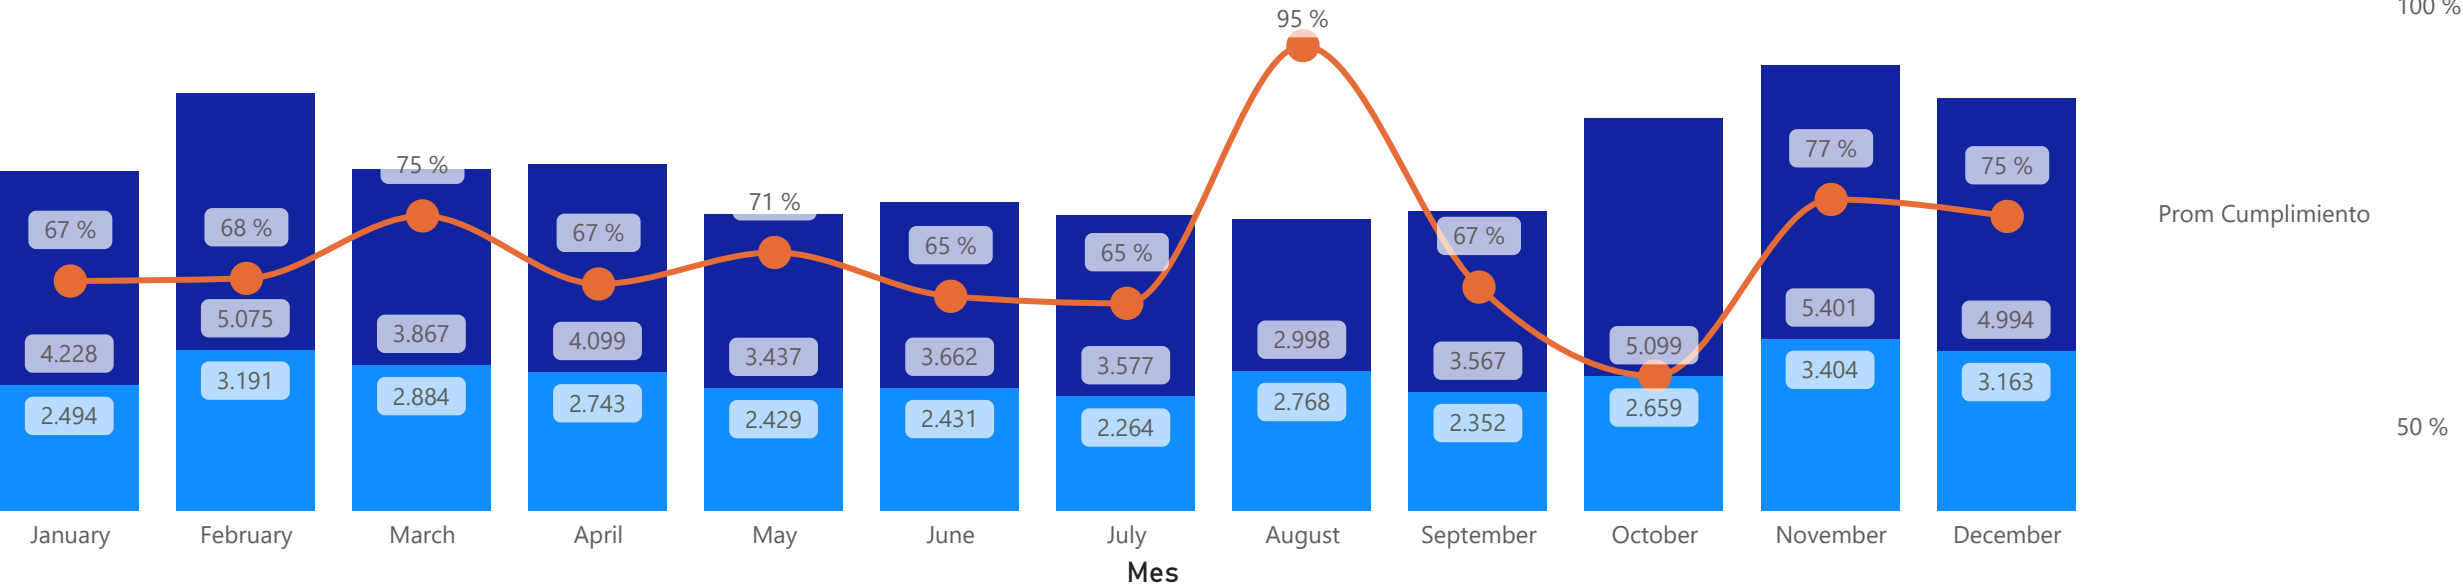 95 %
100 %
77 %
75 %
75 %
71 %
67 %
68 %
67 %
65 %
65 %
67 %
Prom Cumplimiento
4.228
5.075
3.867
4.099
3.437
3.662
3.577
2.998
3.567
5.099
5.401
4.994
2.494
3.191
2.884
2.743
2.429
2.431
2.264
2.768
2.352
2.659
3.404
3.163
50 %
January
February
March
April
May
June
July
August
September
October
November
December
Mes